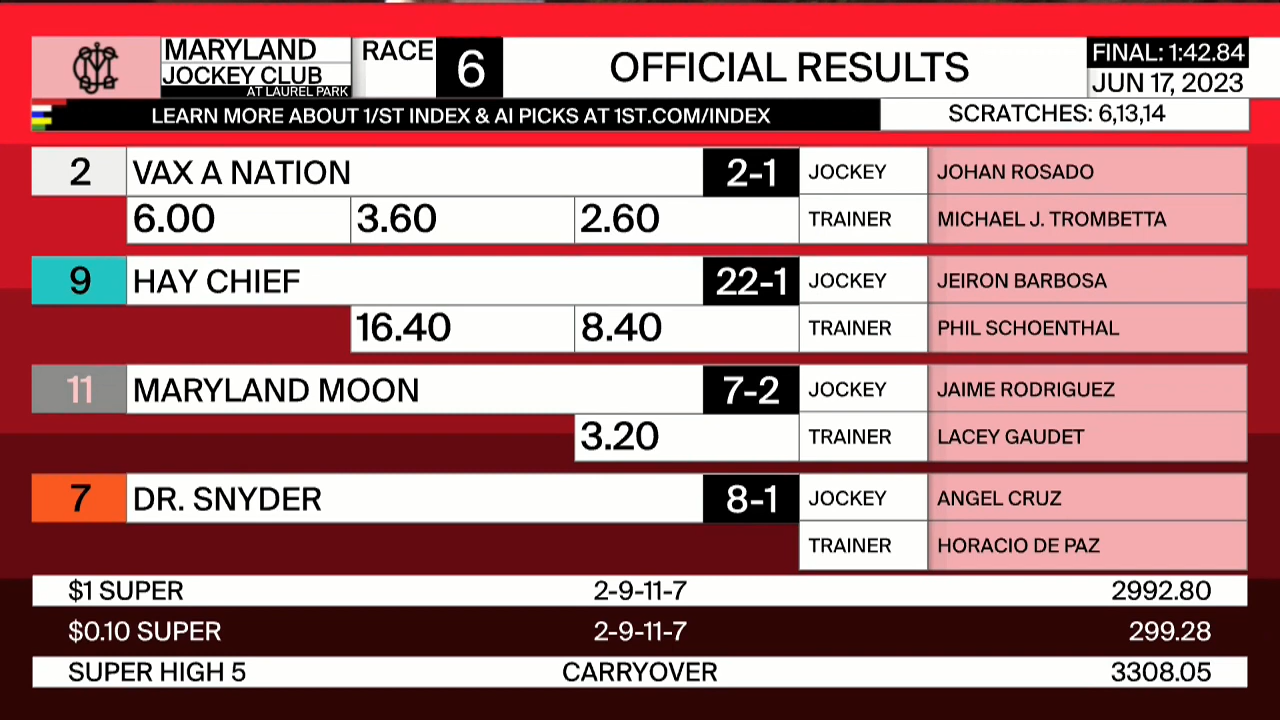 MARYLAND
JOCKEY CLUB
AT LAUREL PARK
RACE 6
OFFICIAL RESULTS
FINAL: 1:42.84
JUN 17, 2023
LEARN MORE ABOUT 1/ST INDEX & AI PICKS AT 1ST.COM/INDEX
SCRATCHES: 6,13,14
2 VAX A NATION 2-1 JOCKEY JOHAN ROSADO
6.00 3.60 2.60 TRAINER MICHAEL J. TROMBETTA
9 HAY CHIEF 22-1 JOCKEY JEIRON BARBOSA
16.40 8.40 TRAINER PHIL SCHOENTHAL
11 MARYLAND MOON 7-2 JOCKEY JAIME RODRIGUEZ
3.20 TRAINER LACEY GAUDET
7 DR. SNYDER 8-1 JOCKEY ANGEL CRUZ
TRAINER HORACIO DE PAZ
$1 SUPER 2-9-11-7 2992.80
$0.10 SUPER 2-9-11-7 299.28
SUPER HIGH 5 CARRYOVER 3308.05